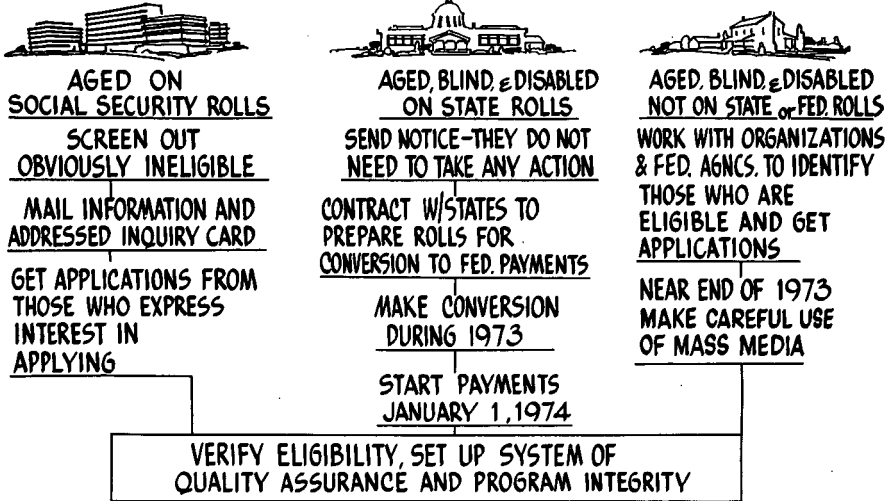 AGED ON
SOCIAL SECURITY ROLLS
SCREEN OUT
OBVIOUSLY INELIGIBLE
MAIL INFORMATION AND
ADDRESSED INQUIRY CARD
GET APPLICATIONS FROM
THOSE WHO EXPRESS
INTEREST IN
APPLYING
AGED, BLIND, & DISABLED
ON STATE ROLLS
SEND NOTICE-THEY DO NOT
NEED TO TAKE ANY ACTION
CONTRACT W/STATES TO
PREPARE ROLLS FOR
CONVERSION TO FED. PAYMENTS
MAKE CONVERSION
DURING 1973
START PAYMENTS
JANUARY 1, 1974
AGED, BLIND, & DISABLED
NOT ON STATE or FED. ROLLS
WORK WITH ORGANIZATIONS
& FED. AGNCS. TO IDENTIFY
THOSE WHO ARE
ELIGIBLE AND GET
APPLICATIONS
NEAR END OF 1973
MAKE CAREFUL USE
OF MASS MEDIA
VERIFY ELIGIBILITY, SET UP SYSTEM OF
QUALITY ASSURANCE AND PROGRAM INTEGRITY